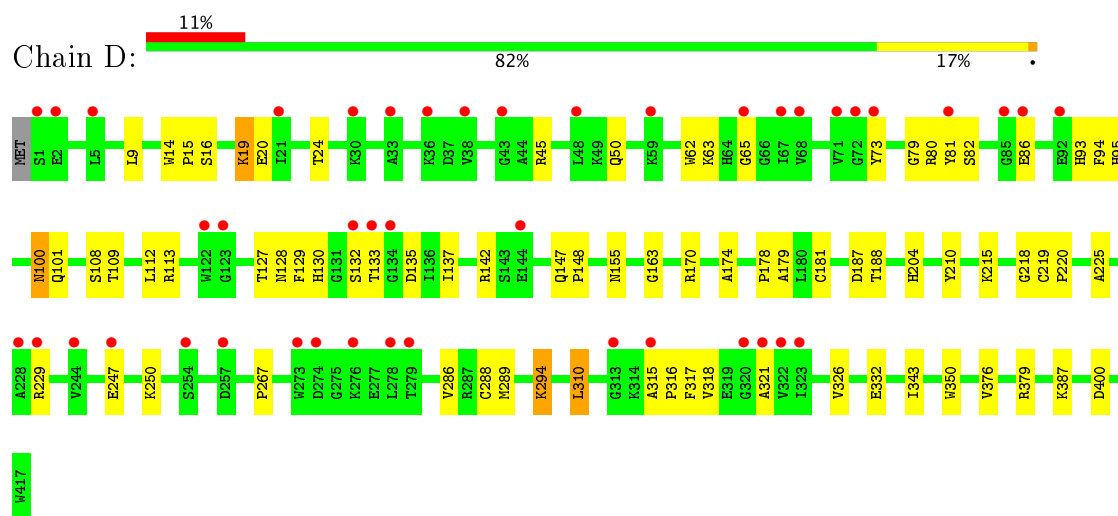 11%
Chain D:
82% 17% •
MET S1 E2 L5 L9 W14 P15 S16 K19 E20 I21 I24 K30 A33 K36 D37 V38 G43 A44 R45 L48 K49 Q50 K59 W62 K63 H64 G65 G66 I67 V68 V71 G72 Y73 G79 R80 Y81 S82 G85 E86 E92 H93 F94 H95
N100 Q101 S108 T109 L112 R113 W122 G123 T127 N128 F129 H130 G131 S132 T133 G134 D135 I136 I137 R142 S143 E144 Q147 P148 N155 G163 R170 A174 P178 A179 L180 C181 D187 T188 H204 Y210 K215 G218 C219 P220 A225
A228 R229 V244 E247 K250 S254 D257 P267 W273 D274 G275 K276 E277 L278 T279 V286 R287 C288 M289 K294 L310 G313 K314 A315 P316 F317 V318 E319 G320 A321 V322 I323 V326 E332 I343 W350 V376 R379 K387 D400
W417